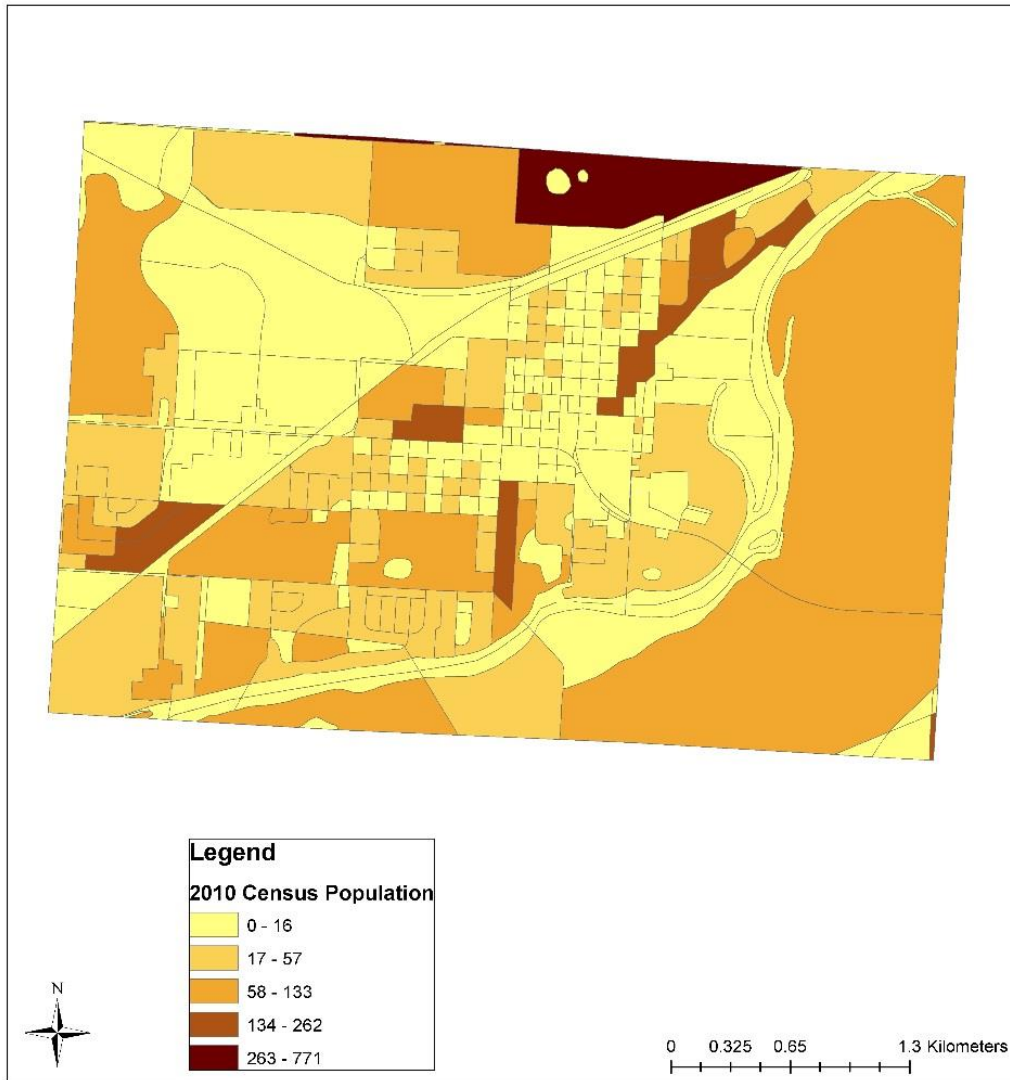 Legend
2010 Census Population
0 - 16
17 - 57
58 - 133
134 - 262
263 - 771
N
0 0.325 0.65 1.3 Kilometers